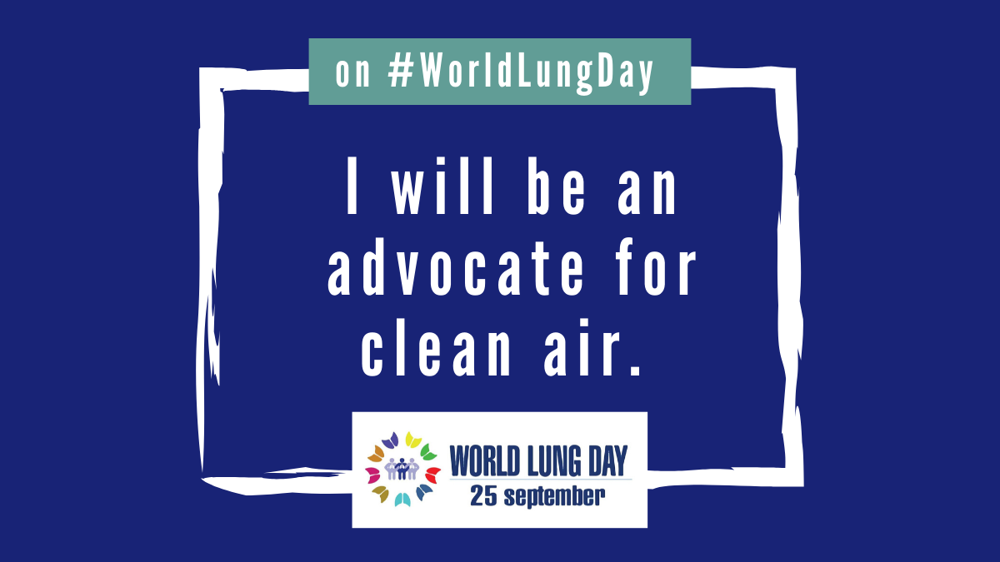 on #WorldLungDay
I will be an
advocate for
clean air.
WORLD LUNG DAY
25 september